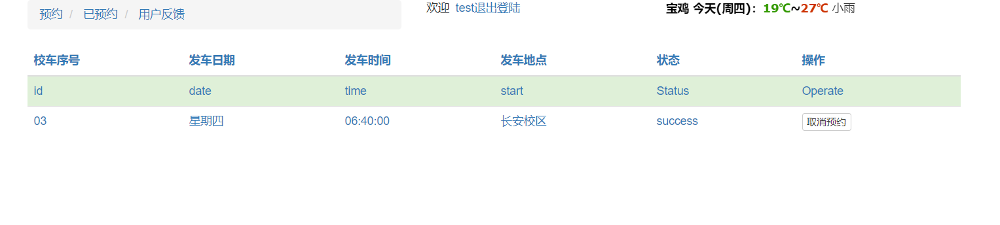 预约 / 已预约 / 用户反馈
欢迎 test退出登陆
宝鸡 今天(周四)：19℃~27℃ 小雨
校车序号 发车日期 发车时间 发车地点 状态 操作
id date time start Status Operate
03 星期四 06:40:00 长安校区 success 取消预约